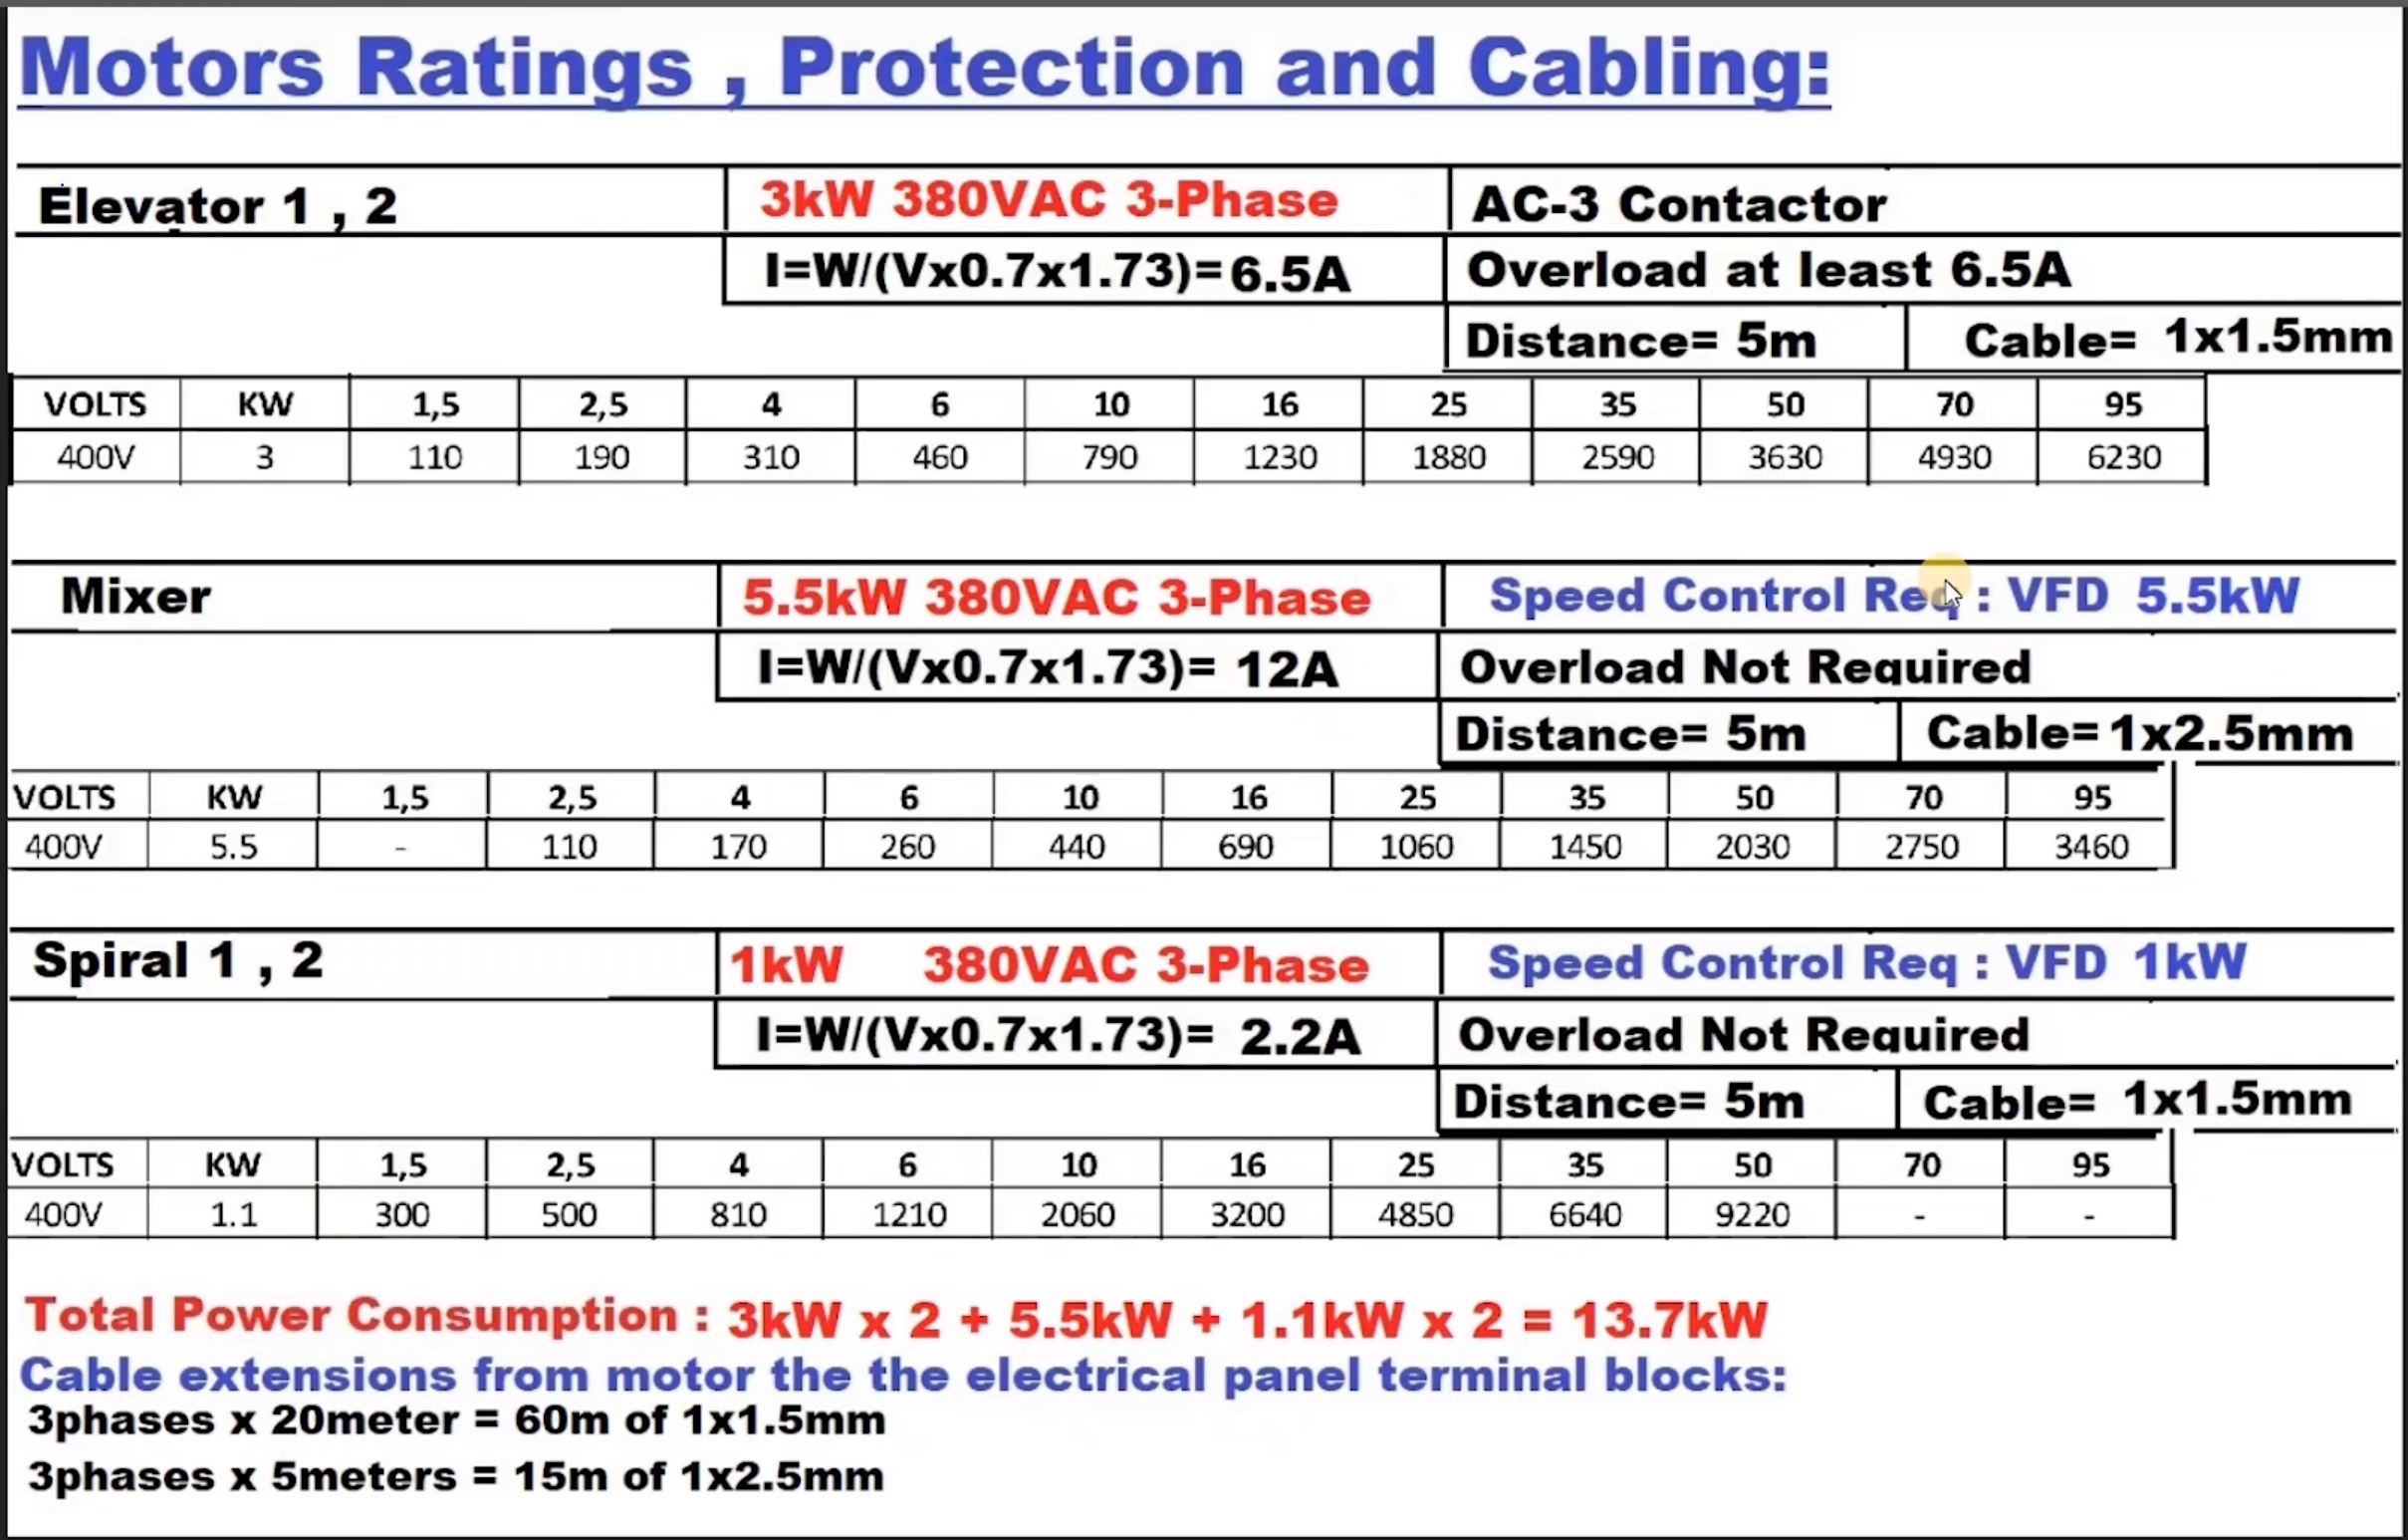 Motors Ratings , Protection and Cabling:
Elevator 1 , 2 3kW 380VAC 3-Phase AC-3 Contactor
I=W/(Vx0.7x1.73)=6.5A Overload at least 6.5A
Distance= 5m Cable= 1x1.5mm
VOLTS KW 1,5 2,5 4 6 10 16 25 35 50 70 95
400V 3 110 190 310 460 790 1230 1880 2590 3630 4930 6230
Mixer 5.5kW 380VAC 3-Phase Speed Control Req : VFD 5.5kW
I=W/(Vx0.7x1.73)= 12A Overload Not Required
Distance= 5m Cable= 1x2.5mm
VOLTS KW 1,5 2,5 4 6 10 16 25 35 50 70 95
400V 5.5 - 110 170 260 440 690 1060 1450 2030 2750 3460
Spiral 1 , 2 1kW 380VAC 3-Phase Speed Control Req : VFD 1kW
I=W/(Vx0.7x1.73)= 2.2A Overload Not Required
Distance= 5m Cable= 1x1.5mm
VOLTS KW 1,5 2,5 4 6 10 16 25 35 50 70 95
400V 1.1 300 500 810 1210 2060 3200 4850 6640 9220 - -
Total Power Consumption : 3kW x 2 + 5.5kW + 1.1kW x 2 = 13.7kW
Cable extensions from motor the the electrical panel terminal blocks:
3phases x 20meter = 60m of 1x1.5mm
3phases x 5meters = 15m of 1x2.5mm